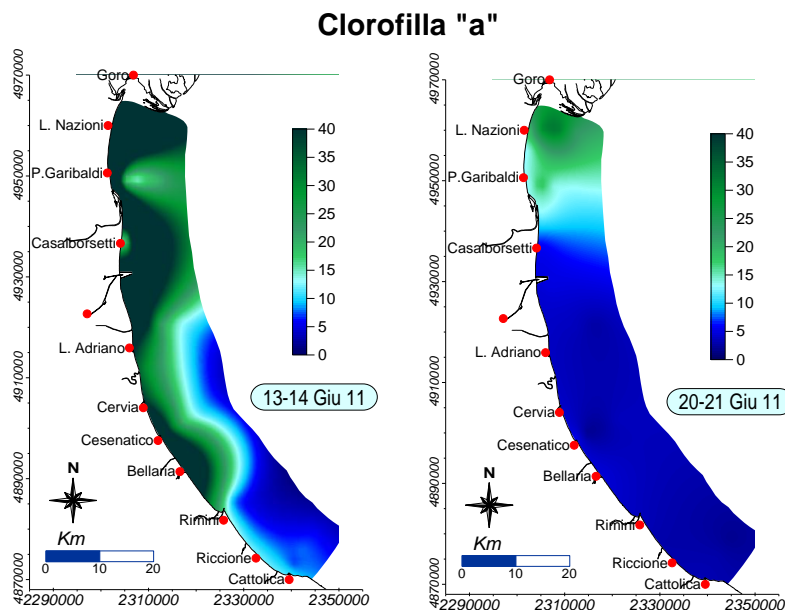 Clorofilla "a"
4970000
4950000
4930000
4910000
4890000
4870000
Goro
L. Nazioni
P.Garibaldi
Casalborsetti
L. Adriano
Cervia
Cesenatico
Bellaria
Rimini
Riccione
Cattolica
40
35
30
25
20
15
10
5
0
13-14 Giu 11
N
Km
0 10 20
2290000 2310000 2330000 2350000
4970000
4950000
4930000
4910000
4890000
4870000
Goro
L. Nazioni
P.Garibaldi
Casalborsetti
L. Adriano
Cervia
Cesenatico
Bellaria
Rimini
Riccione
Cattolica
40
35
30
25
20
15
10
5
0
20-21 Giu 11
N
Km
0 10 20
2290000 2310000 2330000 2350000